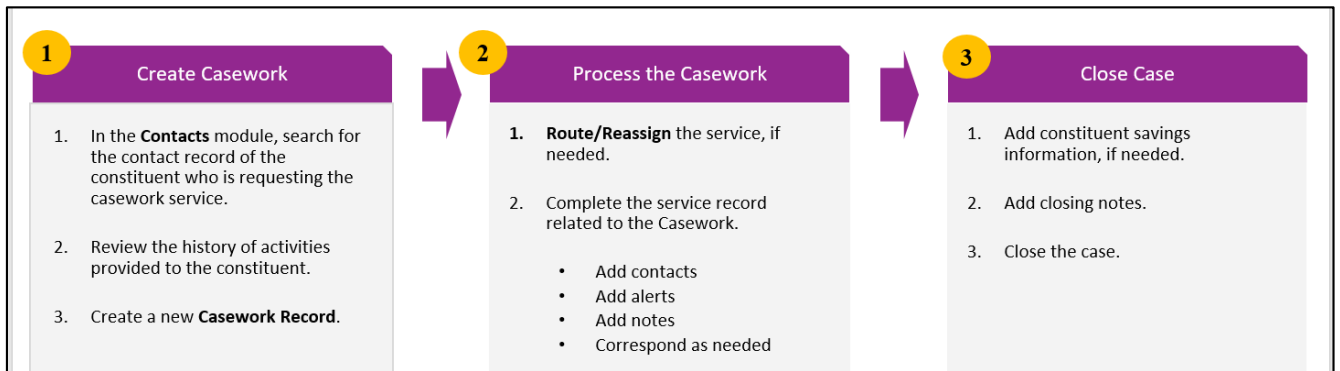 1
Create Casework
1. In the Contacts module, search for
the contact record of the
constituent who is requesting the
casework service.
2. Review the history of activities
provided to the constituent.
3. Create a new Casework Record.
2
Process the Casework
1. Route/Reassign the service, if
needed.
2. Complete the service record
related to the Casework.
• Add contacts
• Add alerts
• Add notes
• Correspond as needed
3
Close Case
1. Add constituent savings
information, if needed.
2. Add closing notes.
3. Close the case.